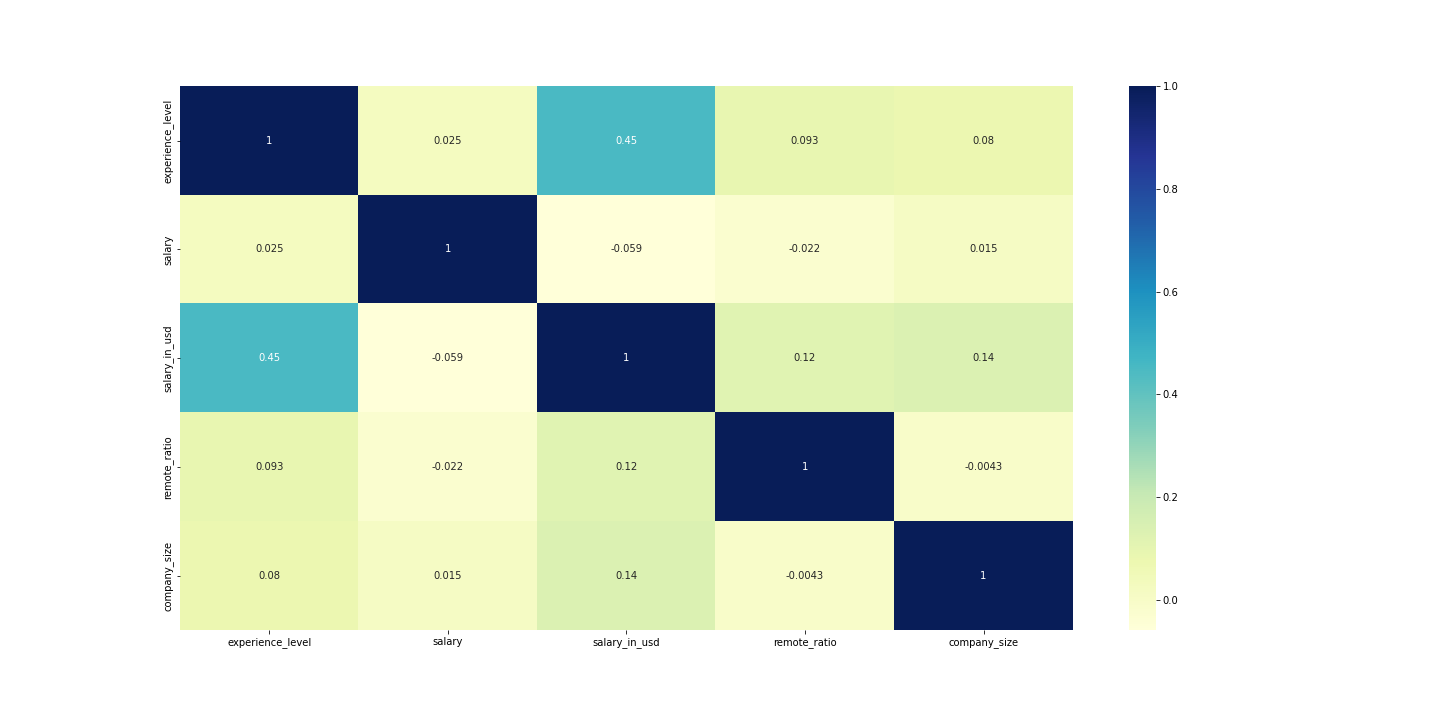 experience_level 1 0.025 0.45 0.093 0.08
salary 0.025 1 -0.059 -0.022 0.015
salary_in_usd 0.45 -0.059 1 0.12 0.14
remote_ratio 0.093 -0.022 0.12 1 -0.0043
company_size 0.08 0.015 0.14 -0.0043 1
experience_level salary salary_in_usd remote_ratio company_size
1.0
0.8
0.6
0.4
0.2
0.0